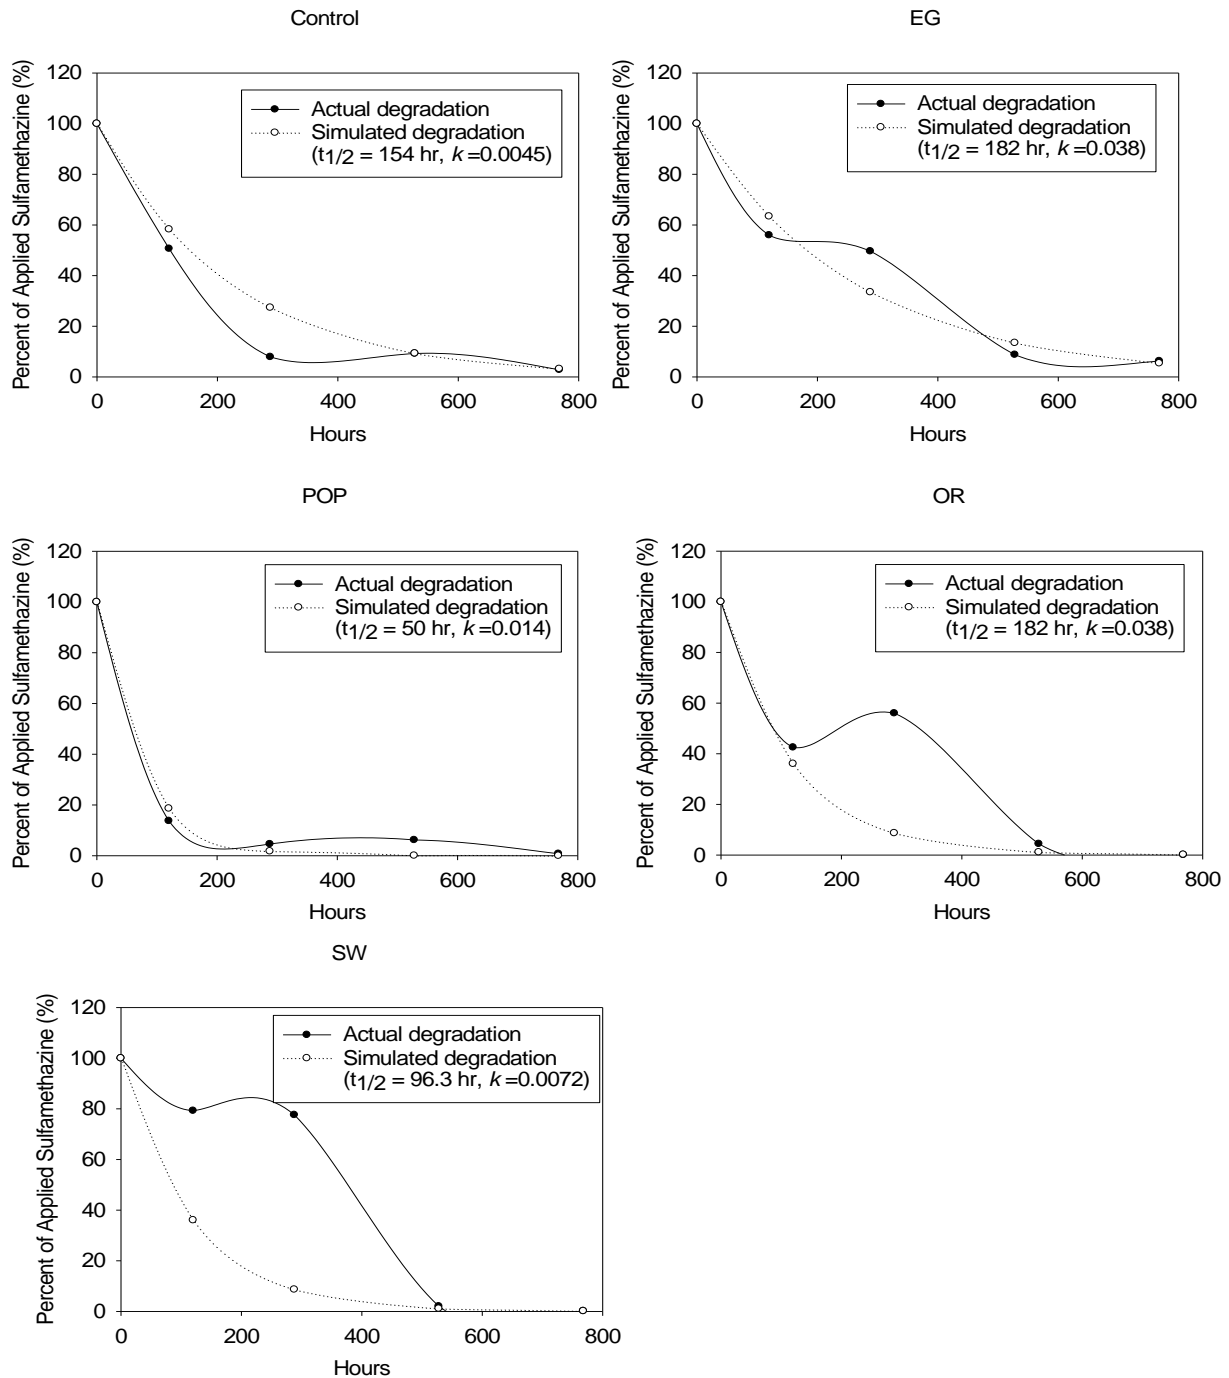 Control
Percent of Applied Sulfamethazine (%)
120
100
80
60
40
20
0
Actual degradation
Simulated degradation
(t1/2 = 154 hr, k=0.0045)
0 200 400 600 800
Hours
EG
Percent of Applied Sulfamethazine (%)
120
100
80
60
40
20
0
Actual degradation
Simulated degradation
(t1/2 = 182 hr, k=0.038)
0 200 400 600 800
Hours
POP
Percent of Applied Sulfamethazine (%)
120
100
80
60
40
20
0
Actual degradation
Simulated degradation
(t1/2 = 50 hr, k=0.014)
0 200 400 600 800
Hours
OR
Percent of Applied Sulfamethazine (%)
120
100
80
60
40
20
0
Actual degradation
Simulated degradation
(t1/2 = 182 hr, k=0.038)
0 200 400 600 800
Hours
SW
Percent of Applied Sulfamethazine (%)
120
100
80
60
40
20
0
Actual degradation
Simulated degradation
(t1/2 = 96.3 hr, k=0.0072)
0 200 400 600 800
Hours